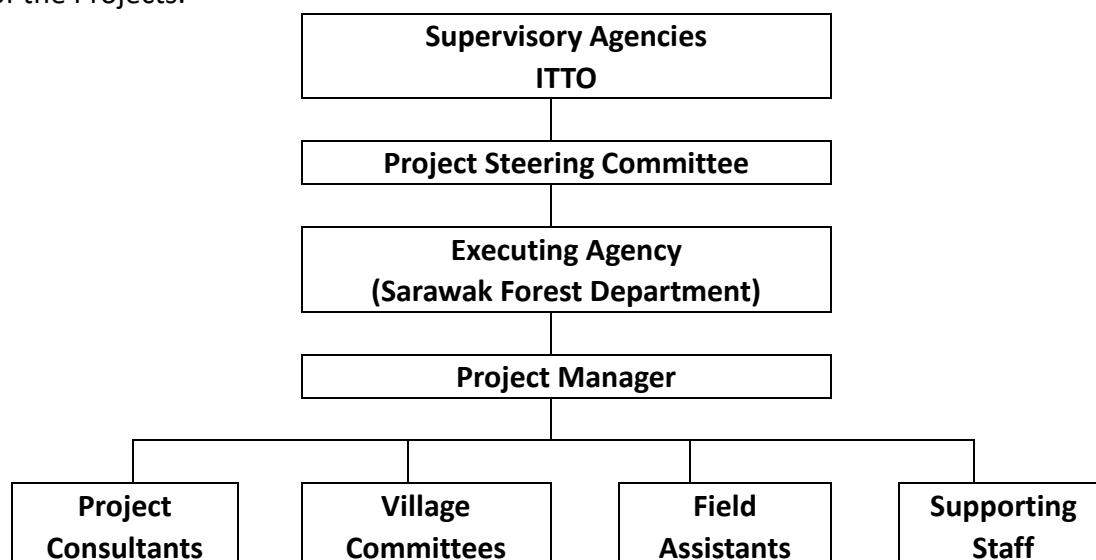 of the Projects.
Supervisory Agencies
ITTO
Project Steering Committee
Executing Agency
(Sarawak Forest Department)
Project Manager
Project
Consultants
Village
Committees
Field
Assistants
Supporting
Staff